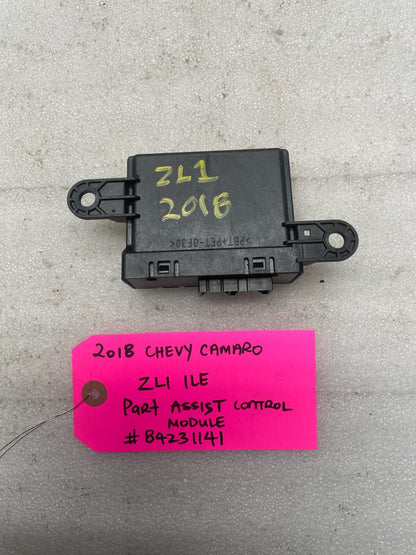 ZL1
2018
>PBT+PET-GF30<
2018 CHEVY CAMARO
ZL1 1LE
Part ASSIST CONTROL
MODULE
#84231141